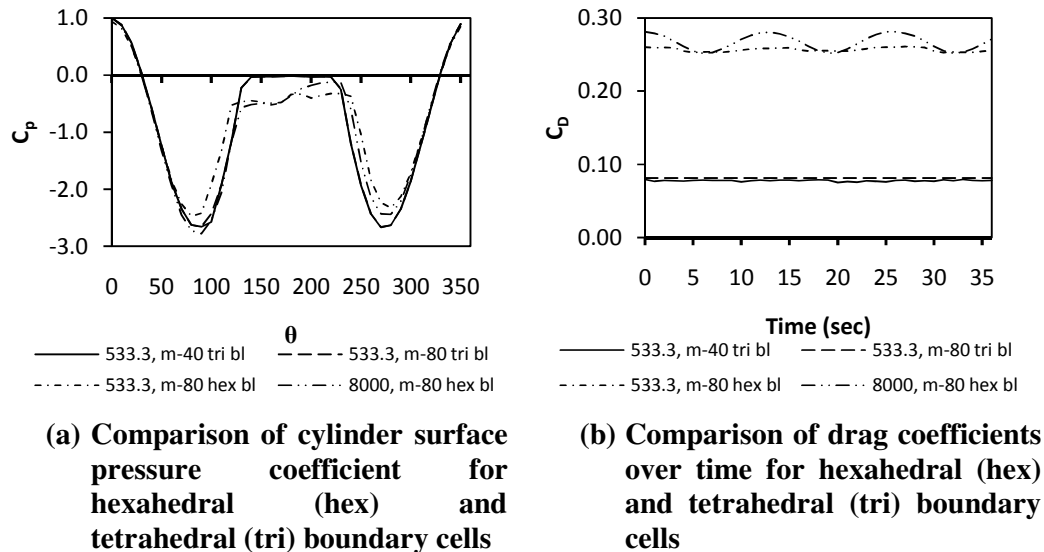 1.0
0.0
-1.0
-2.0
-3.0
Cp
0 50 100 150 200 250 300 350
θ
533.3, m-40 tri bl 533.3, m-80 tri bl
533.3, m-80 hex bl 8000, m-80 hex bl
(a) Comparison of cylinder surface
pressure coefficient for
hexahedral (hex) and
tetrahedral (tri) boundary cells
0.30
0.20
0.10
0.00
CD
0 5 10 15 20 25 30 35
Time (sec)
533.3, m-40 tri bl 533.3, m-80 tri bl
533.3, m-80 hex bl 8000, m-80 hex bl
(b) Comparison of drag coefficients
over time for hexahedral (hex)
and tetrahedral (tri) boundary
cells